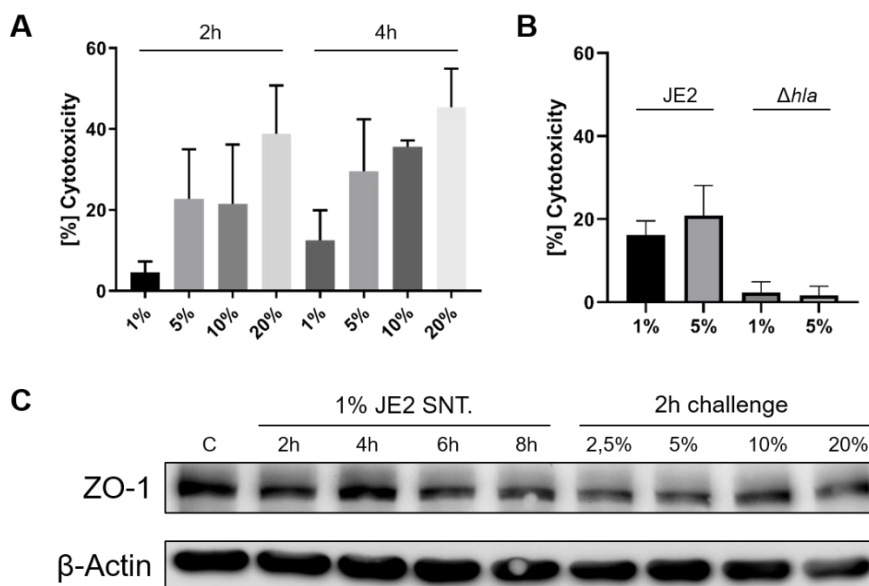 A
2h 4h
[%] Cytotoxicity
60
40
20
0
1% 5% 10% 20% 1% 5% 10% 20%
B
JE2 Δhla
[%] Cytotoxicity
60
40
20
0
1% 5% 1% 5%
C
1% JE2 SNT. 2h challenge
C 2h 4h 6h 8h 2,5% 5% 10% 20%
ZO-1
β-Actin